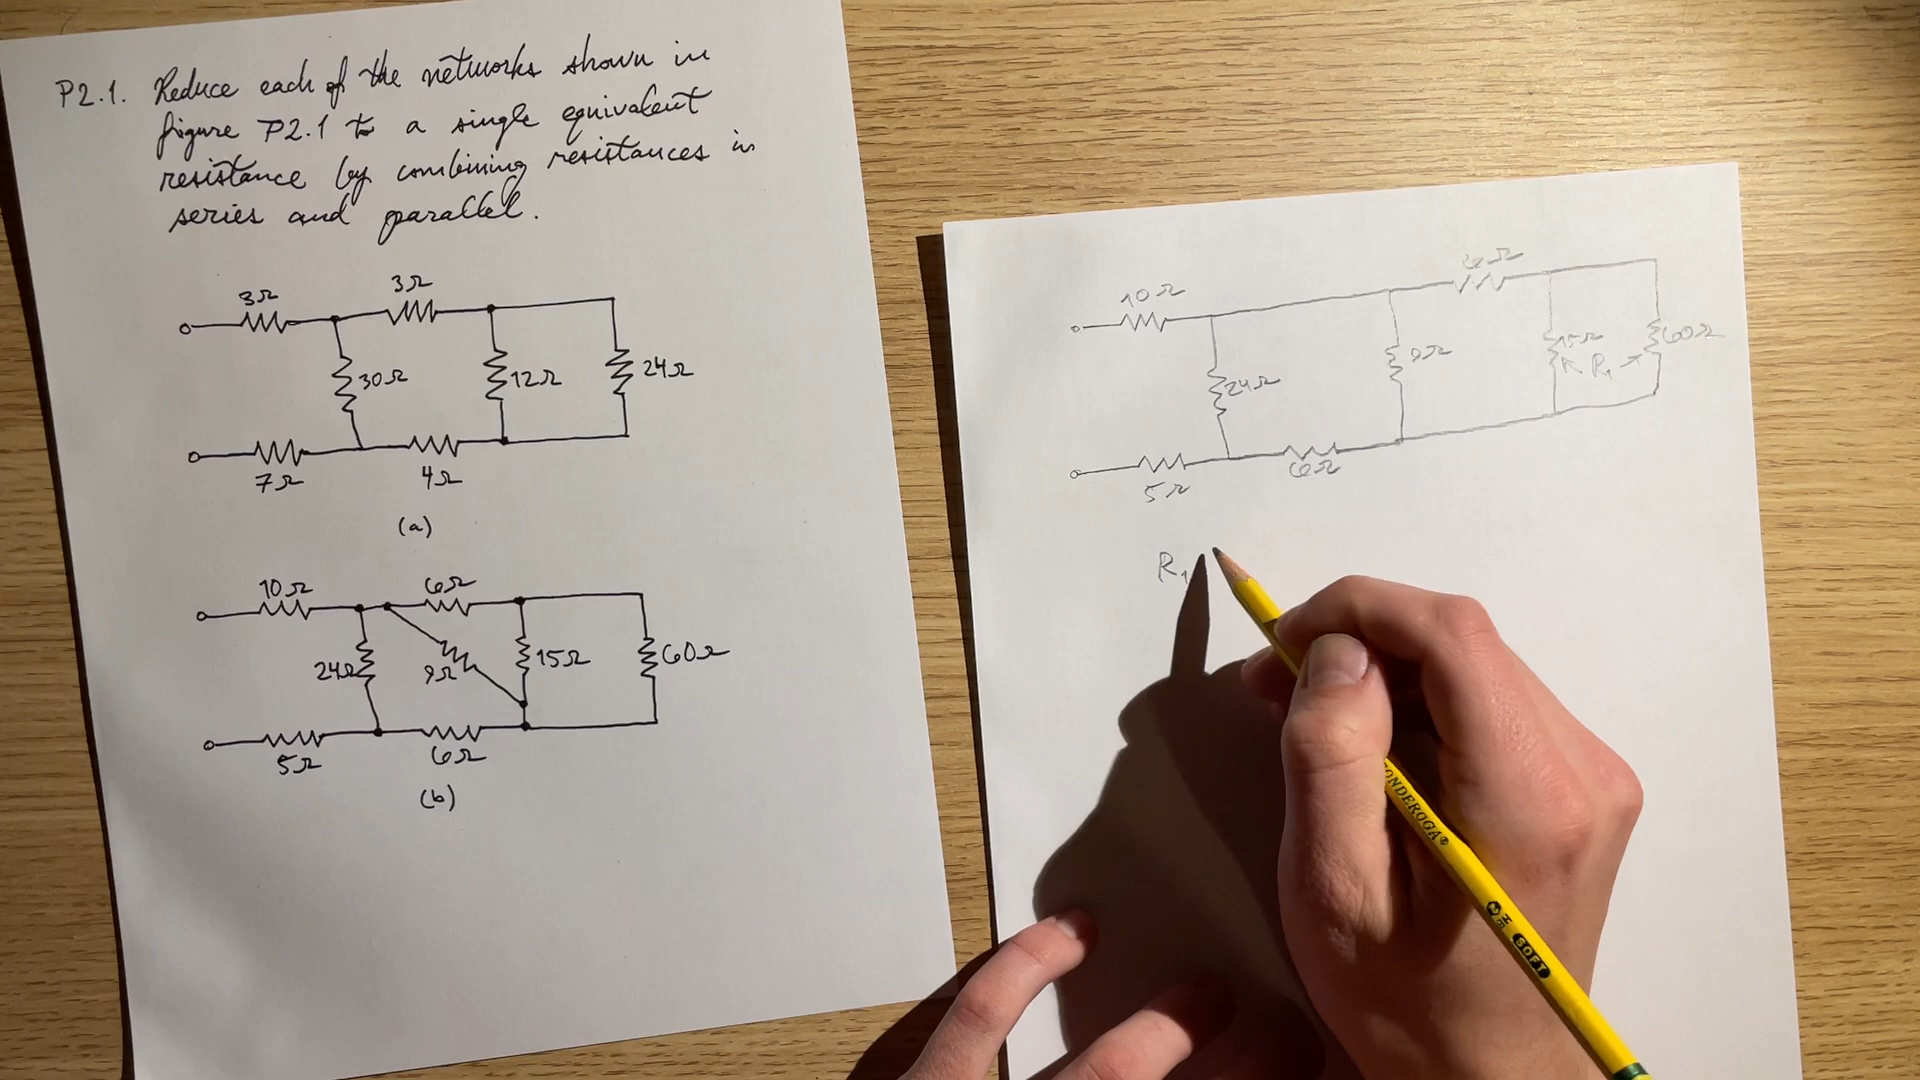 P2.1. Reduce each of the networks shown in
figure P2.1 to a single equivalent
resistance by combining resistances in
series and parallel.
3Ω 3Ω
30Ω 12Ω 24Ω
7Ω 4Ω
(a)
10Ω 6Ω
24Ω 9Ω 15Ω 60Ω
5Ω 6Ω
(b)
10Ω 6Ω
24Ω 9Ω 15Ω 60Ω
R₁
5Ω 6Ω
R₁
HB
SOFT